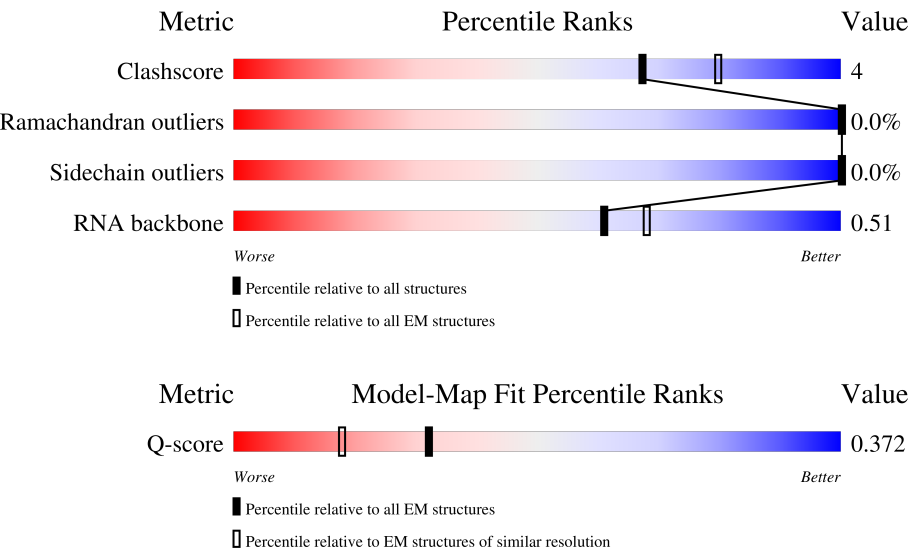 Metric Percentile Ranks Value
Clashscore 4
Ramachandran outliers 0.0%
Sidechain outliers 0.0%
RNA backbone 0.51
Worse Better
Percentile relative to all structures
Percentile relative to all EM structures
Metric Model-Map Fit Percentile Ranks Value
Q-score 0.372
Worse Better
Percentile relative to all EM structures
Percentile relative to EM structures of similar resolution